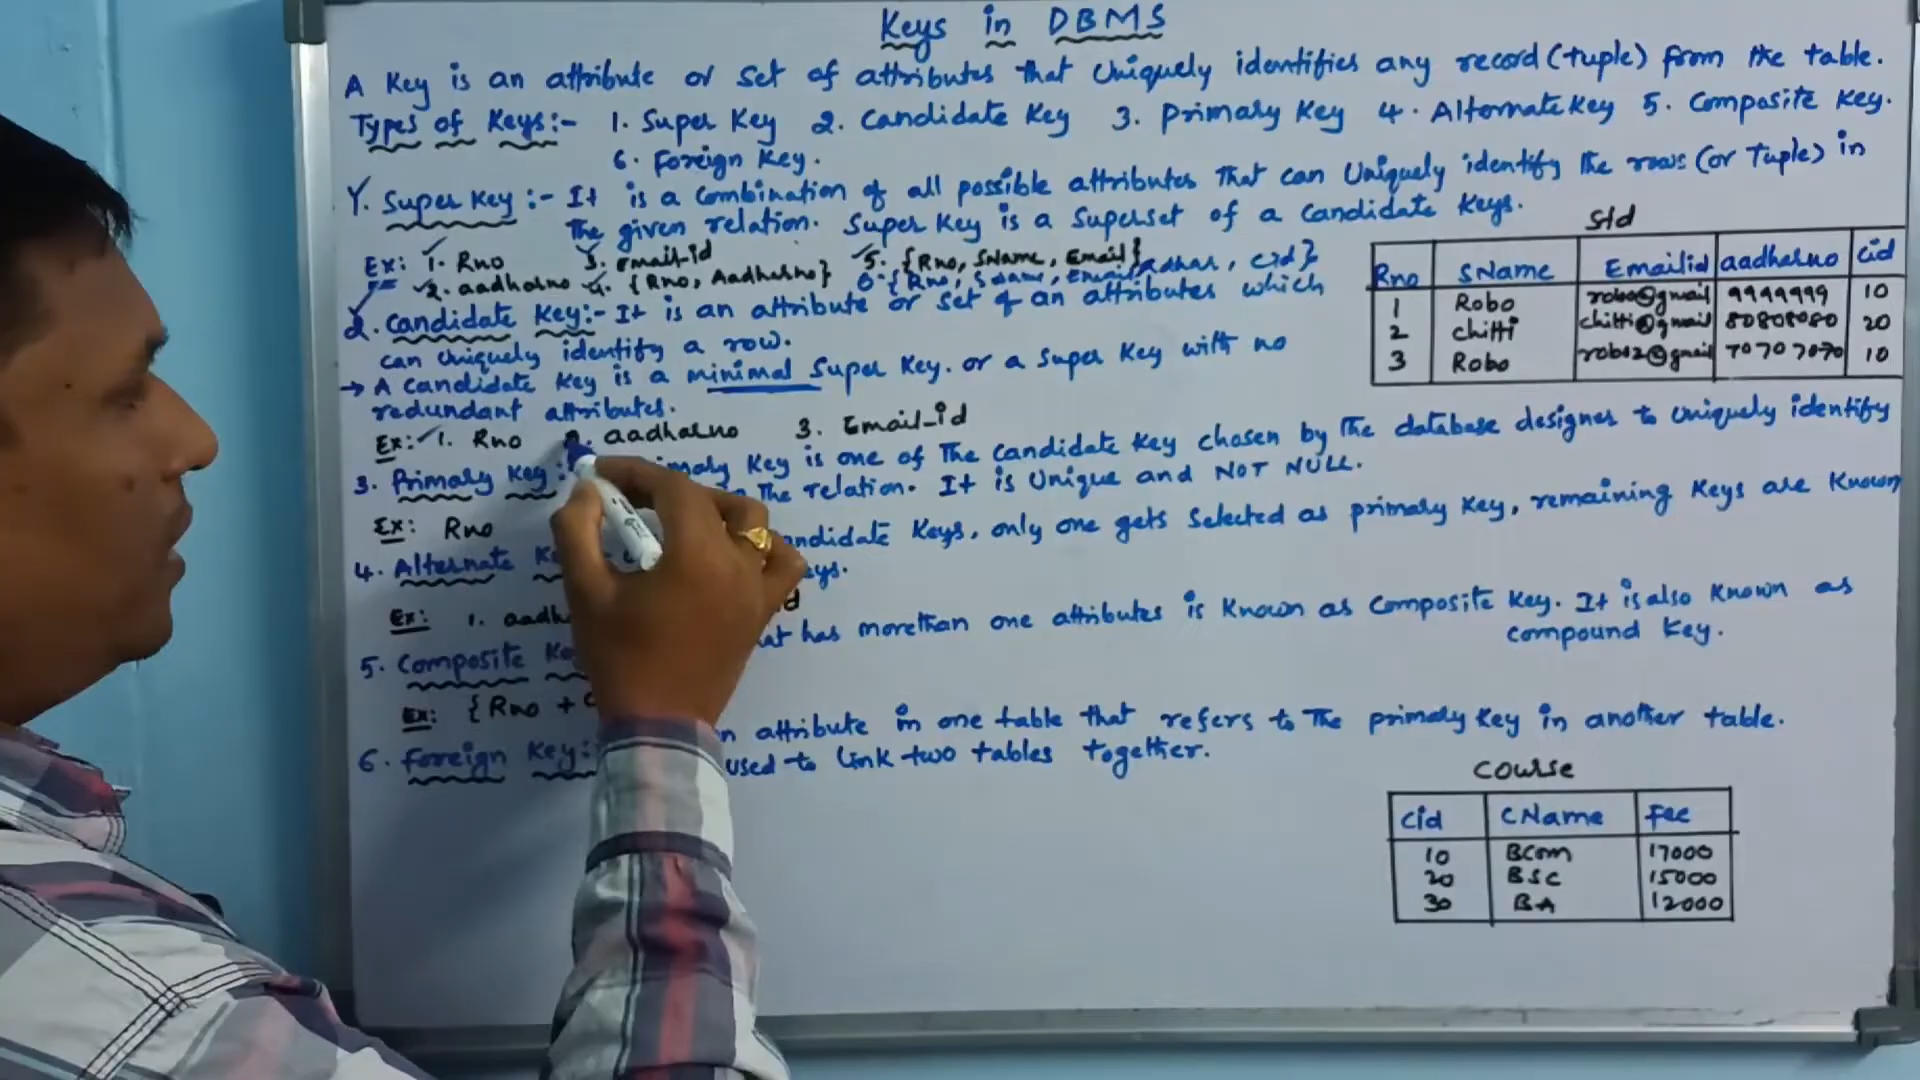 Keys in DBMS
A Key is an attribute or set of attributes that Uniquely identifies any record (tuple) from the table.
Types of Keys:- 1. Super Key 2. Candidate Key 3. Primary Key 4. Alternate Key 5. Composite Key.
6. Foreign Key.
1. Super Key :- It is a combination of all possible attributes that can Uniquely identify the rows (or Tuple) in
the given relation. Super Key is a Superset of a Candidate Keys.
Ex: 1. Rno 3. email-id 5. {Rno, SName, Email}
2. aadharno 4. {Rno, Aadharno} 6. {Rno, Sname, Email, Adhar, cid}
2. Candidate Key:- It is an attribute or set of an attributes which
can uniquely identify a row.
→ A Candidate Key is a minimal Super Key. or a Super Key with no
redundant attributes.
Ex: 1. Rno 2. aadharno 3. Email_id
3. Primary Key: Key is one of The Candidate Key chosen by The database designer to Uniquely identify
in The relation. It is Unique and NOT NULL.
Ex: Rno
4. Alternate Keys, only one gets Selected as primary Key, remaining Keys are Known
Ex: 1.
5. Composite has morethan one attributes is Known as Composite Key. It is also Known as
compound Key.
Ex: {Rno +
6. Foreign Key: attribute in one table that refers to The primary Key in another table.
used to link two tables together.
Std
Rno SName Emailid aadharno Cid
1 Robo robo@gmail 9999999 10
2 chitti chitti@gmail 80808080 20
3 Robo robo2@gmail 70707070 10
Course
Cid CName Fee
10 BCom 17000
20 BSC 15000
30 BA 12000